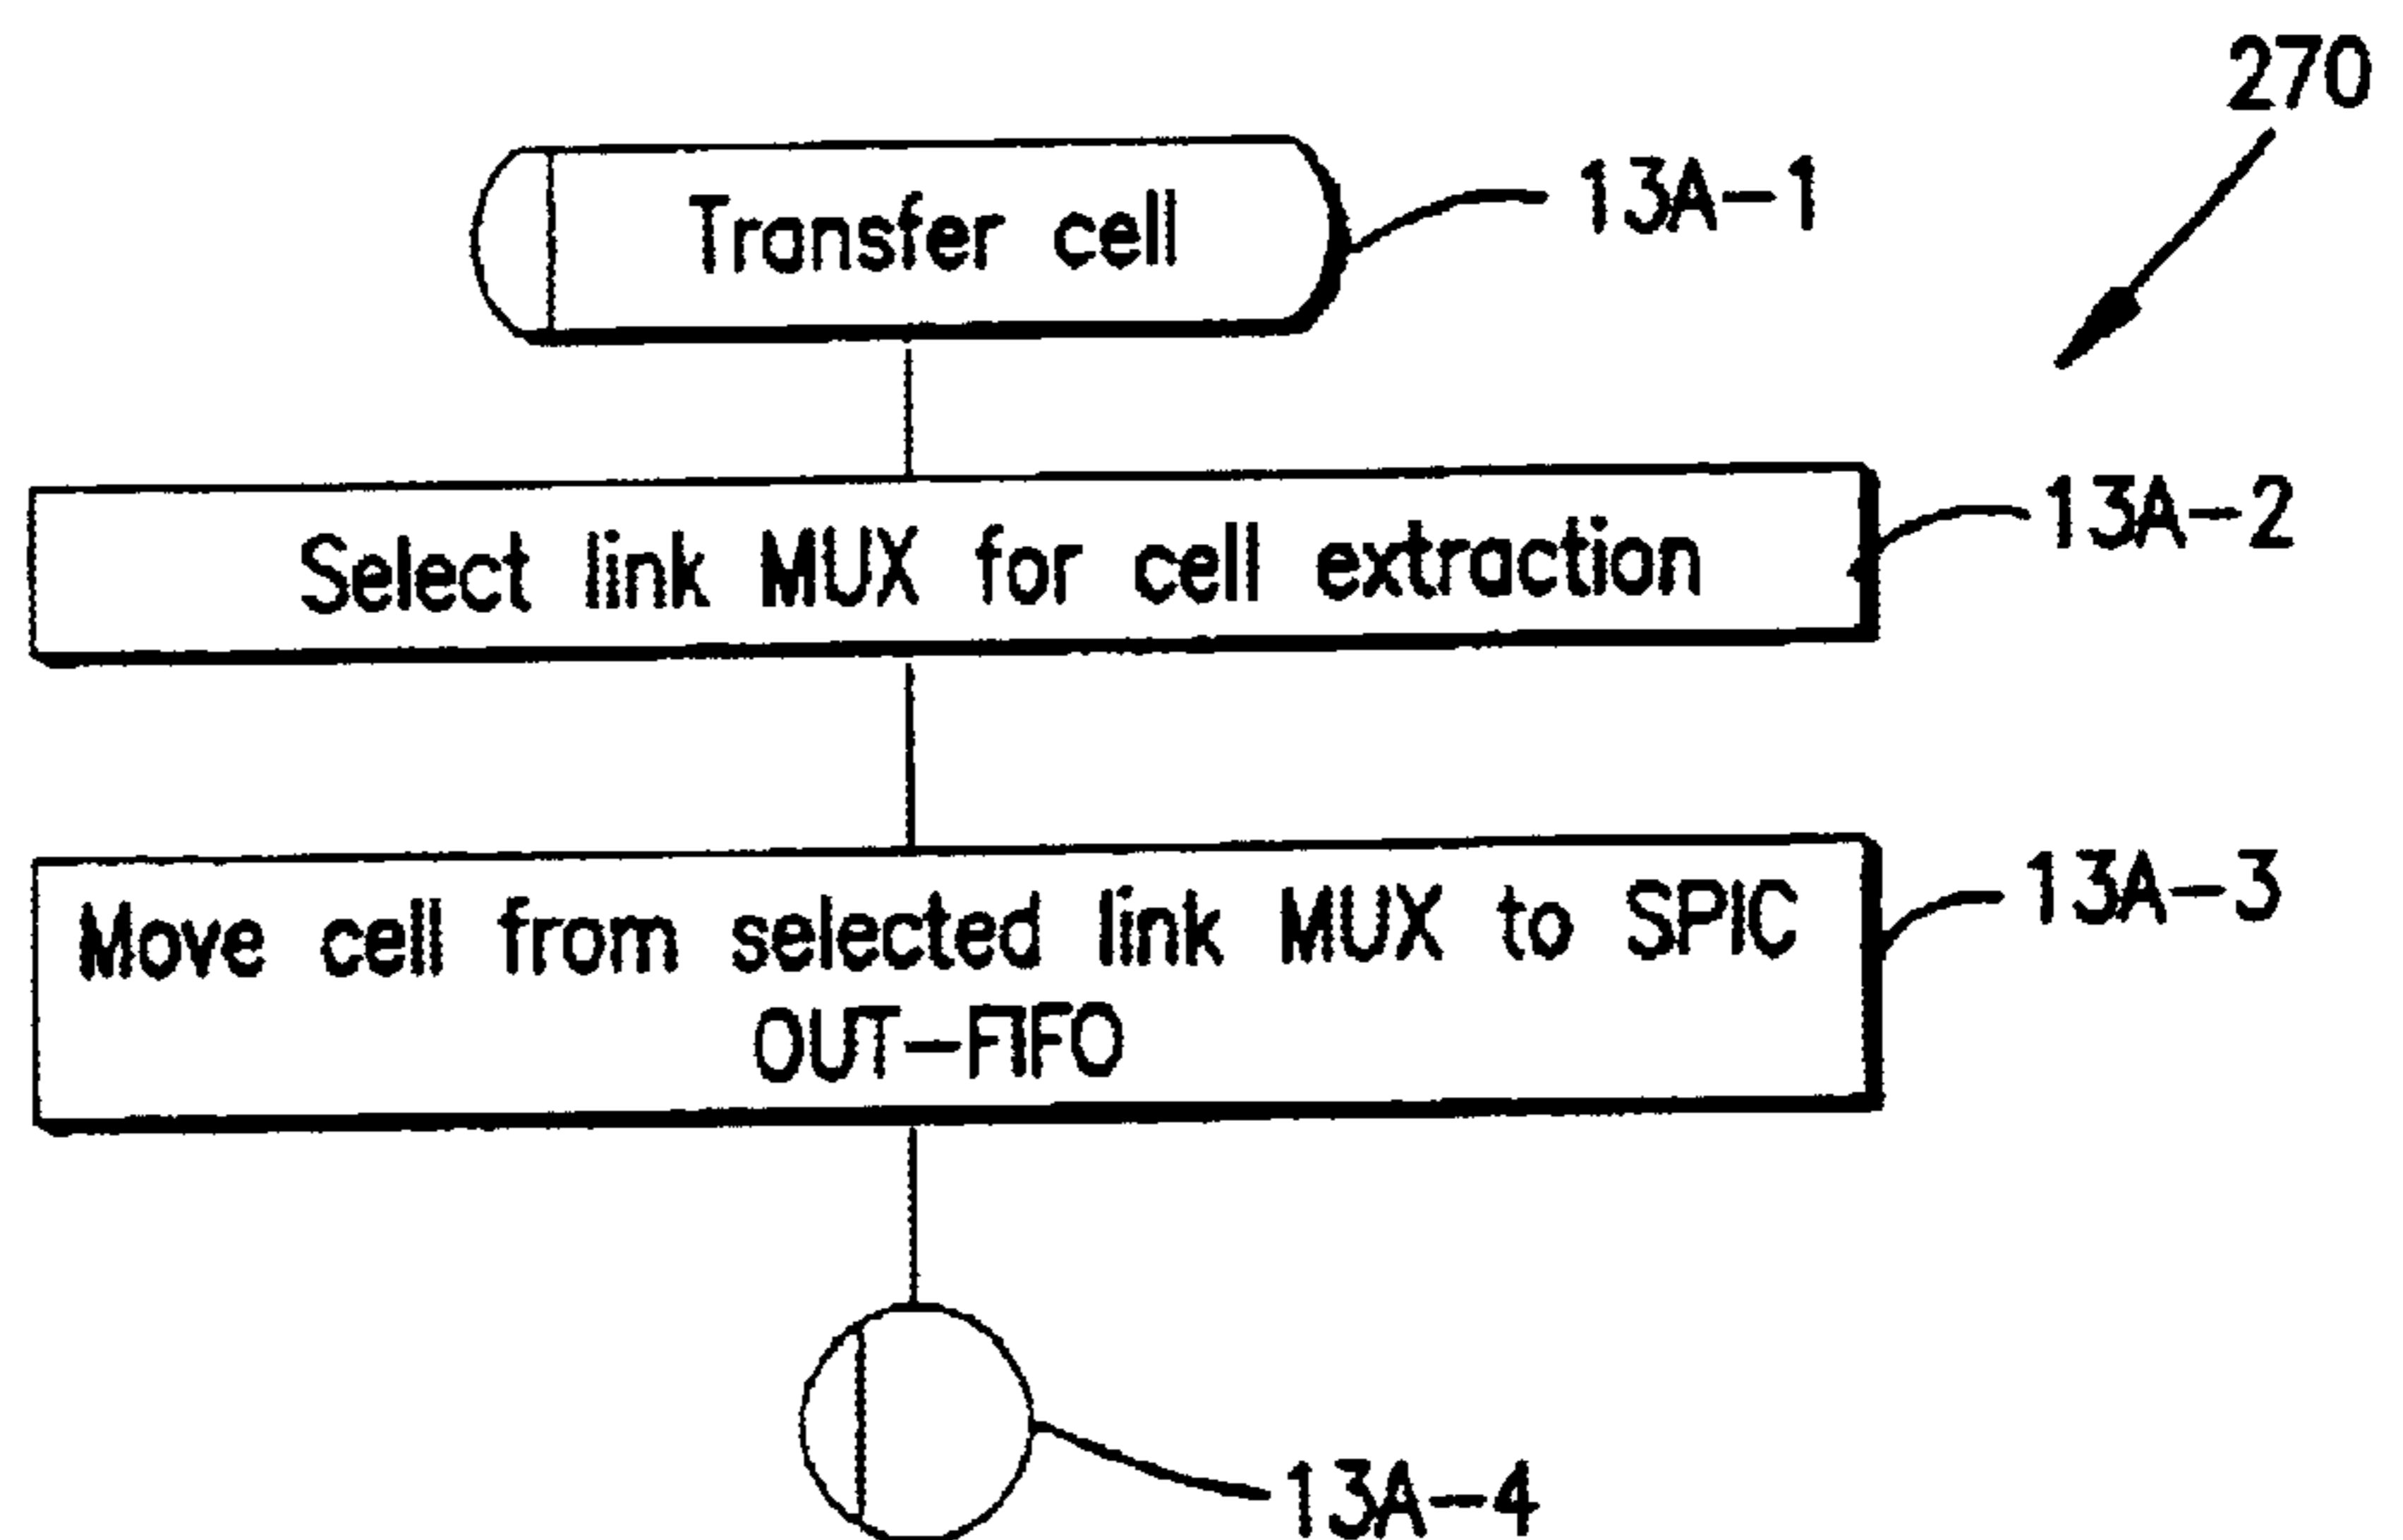 270
Transfer cell
13A-1
Select link MUX for cell extraction
13A-2
Move cell from selected link MUX to SPIC
OUT-FIFO
13A-3
13A-4